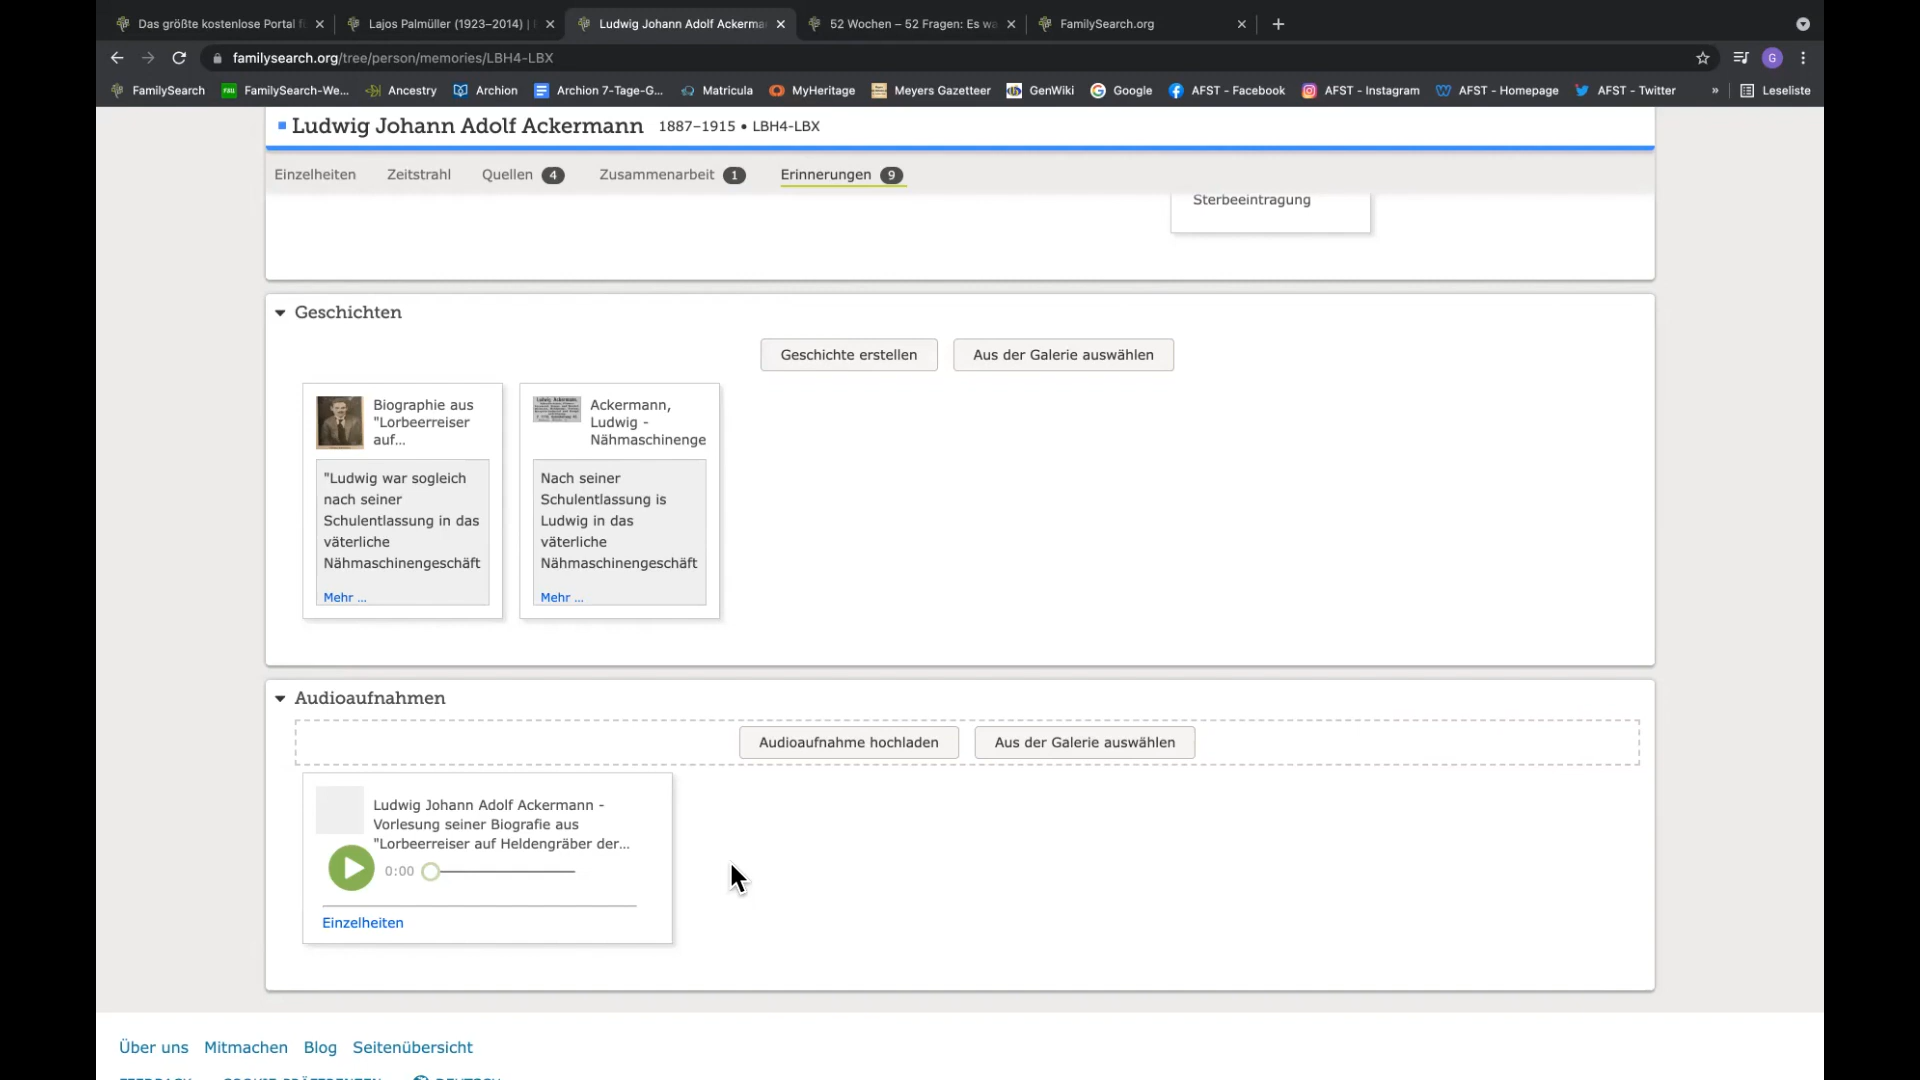 Das größte kostenlose Portal f
Lajos Palmüller (1923–2014) |
Ludwig Johann Adolf Ackerma
52 Wochen – 52 Fragen: Es wa
FamilySearch.org
familysearch.org/tree/person/memories/LBH4-LBX
G
FamilySearch
FamilySearch-We...
Ancestry
Archion
Archion 7-Tage-G...
Matricula
MyHeritage
Meyers Gazetteer
GenWiki
Google
AFST - Facebook
AFST - Instagram
AFST - Homepage
AFST - Twitter
»
Leseliste
Ludwig Johann Adolf Ackermann 1887–1915 • LBH4-LBX
Einzelheiten
Zeitstrahl
Quellen 4
Zusammenarbeit 1
Erinnerungen 9
Sterbeeintragung
Geschichten
Geschichte erstellen
Aus der Galerie auswählen
Biographie aus
"Lorbeerreiser
auf...
"Ludwig war sogleich
nach seiner
Schulentlassung in das
väterliche
Nähmaschinengeschäft
Mehr ...
Ackermann,
Ludwig -
Nähmaschinenge
Nach seiner
Schulentlassung is
Ludwig in das
väterliche
Nähmaschinengeschäft
Mehr ...
Audioaufnahmen
Audioaufnahme hochladen
Aus der Galerie auswählen
Ludwig Johann Adolf Ackermann -
Vorlesung seiner Biografie aus
"Lorbeerreiser auf Heldengräber der...
0:00
Einzelheiten
Über uns
Mitmachen
Blog
Seitenübersicht
FEEDBACK
COOKIE-PRÄFERENZEN
DEUTSCH